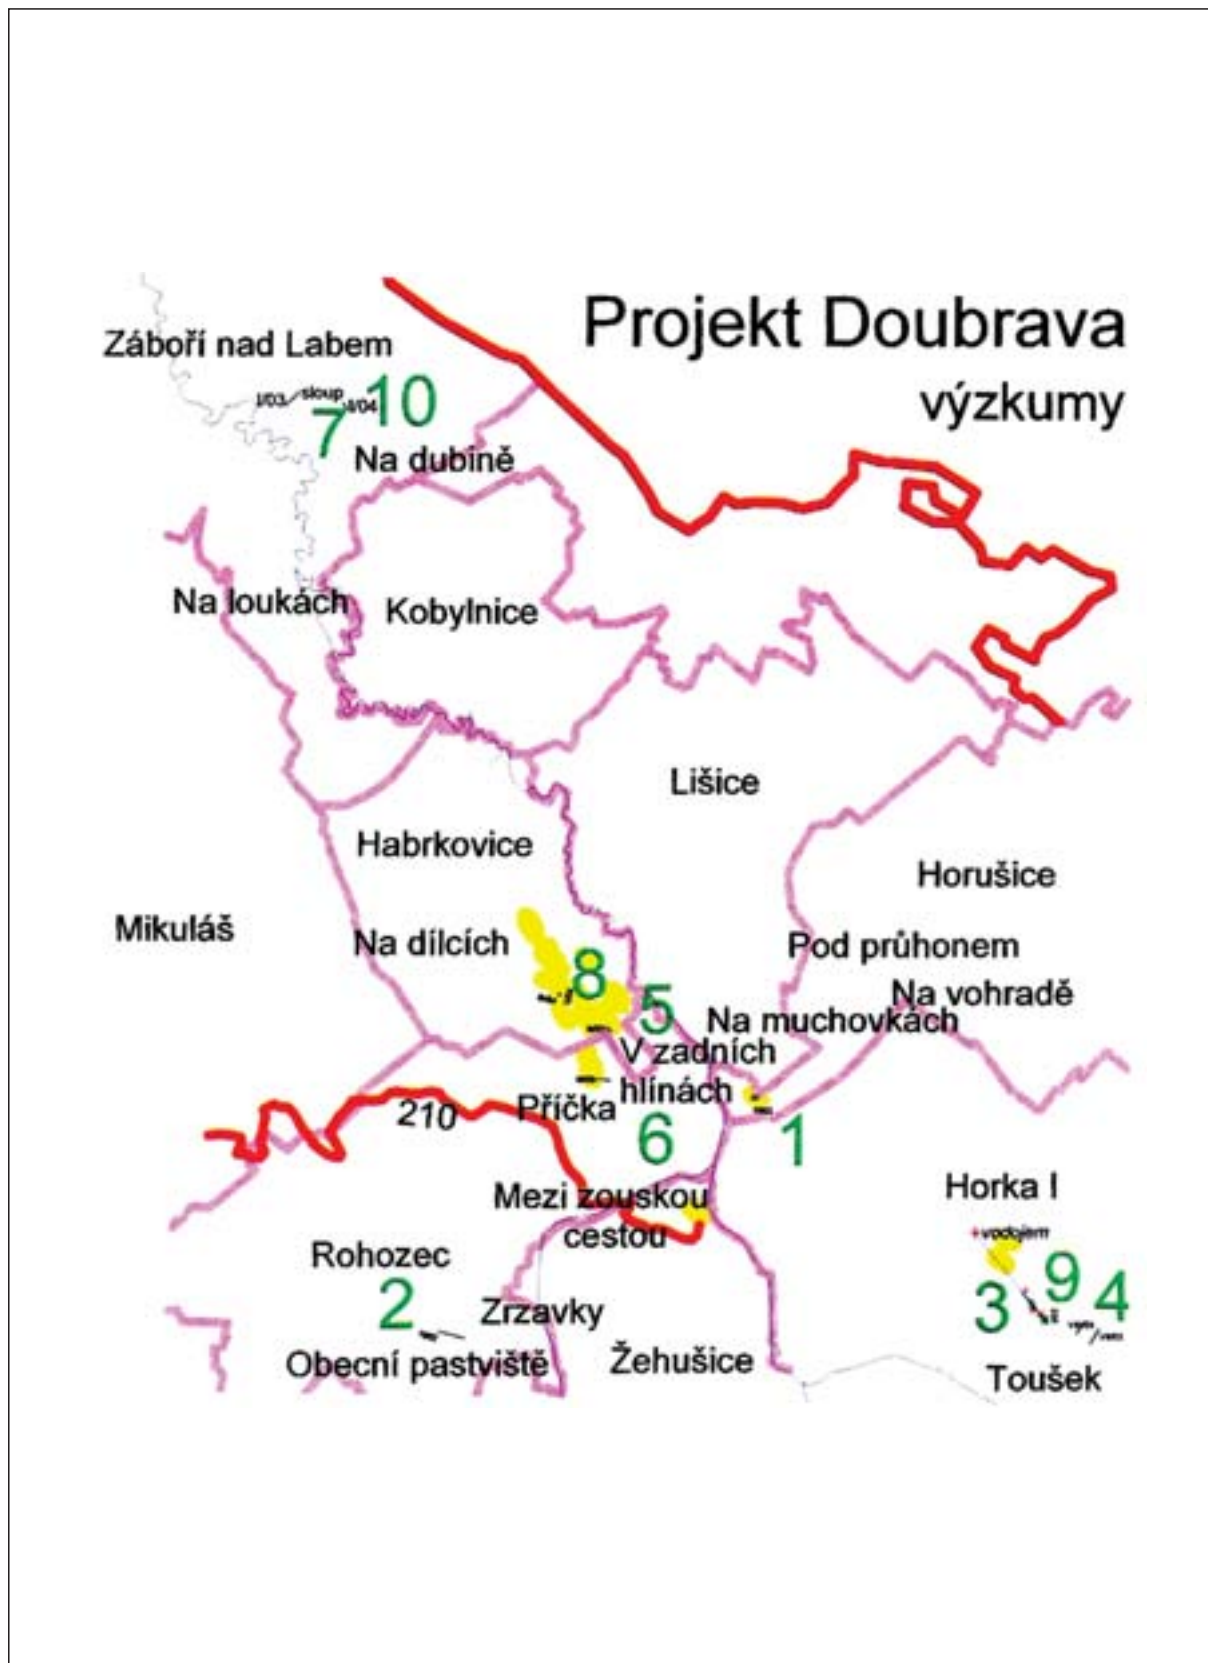 Projekt Doubrava
výzkumy
Záboří nad Labem
I/03
sloup
I/04
7
10
Na dubině
Na loukách
Kobylnice
Lišice
Habrkovice
Horušice
Mikuláš
Na dílcích
Pod průhonem
8
5
Na vohradě
Na muchovkách
V zadních
hlínách
Příčka
210
6
1
Mezi zouskou
cestou
Horka I
+vodojem
Rohozec
2
3
9
4
Zrzavky
Obecní pastviště
Žehušice
Toušek